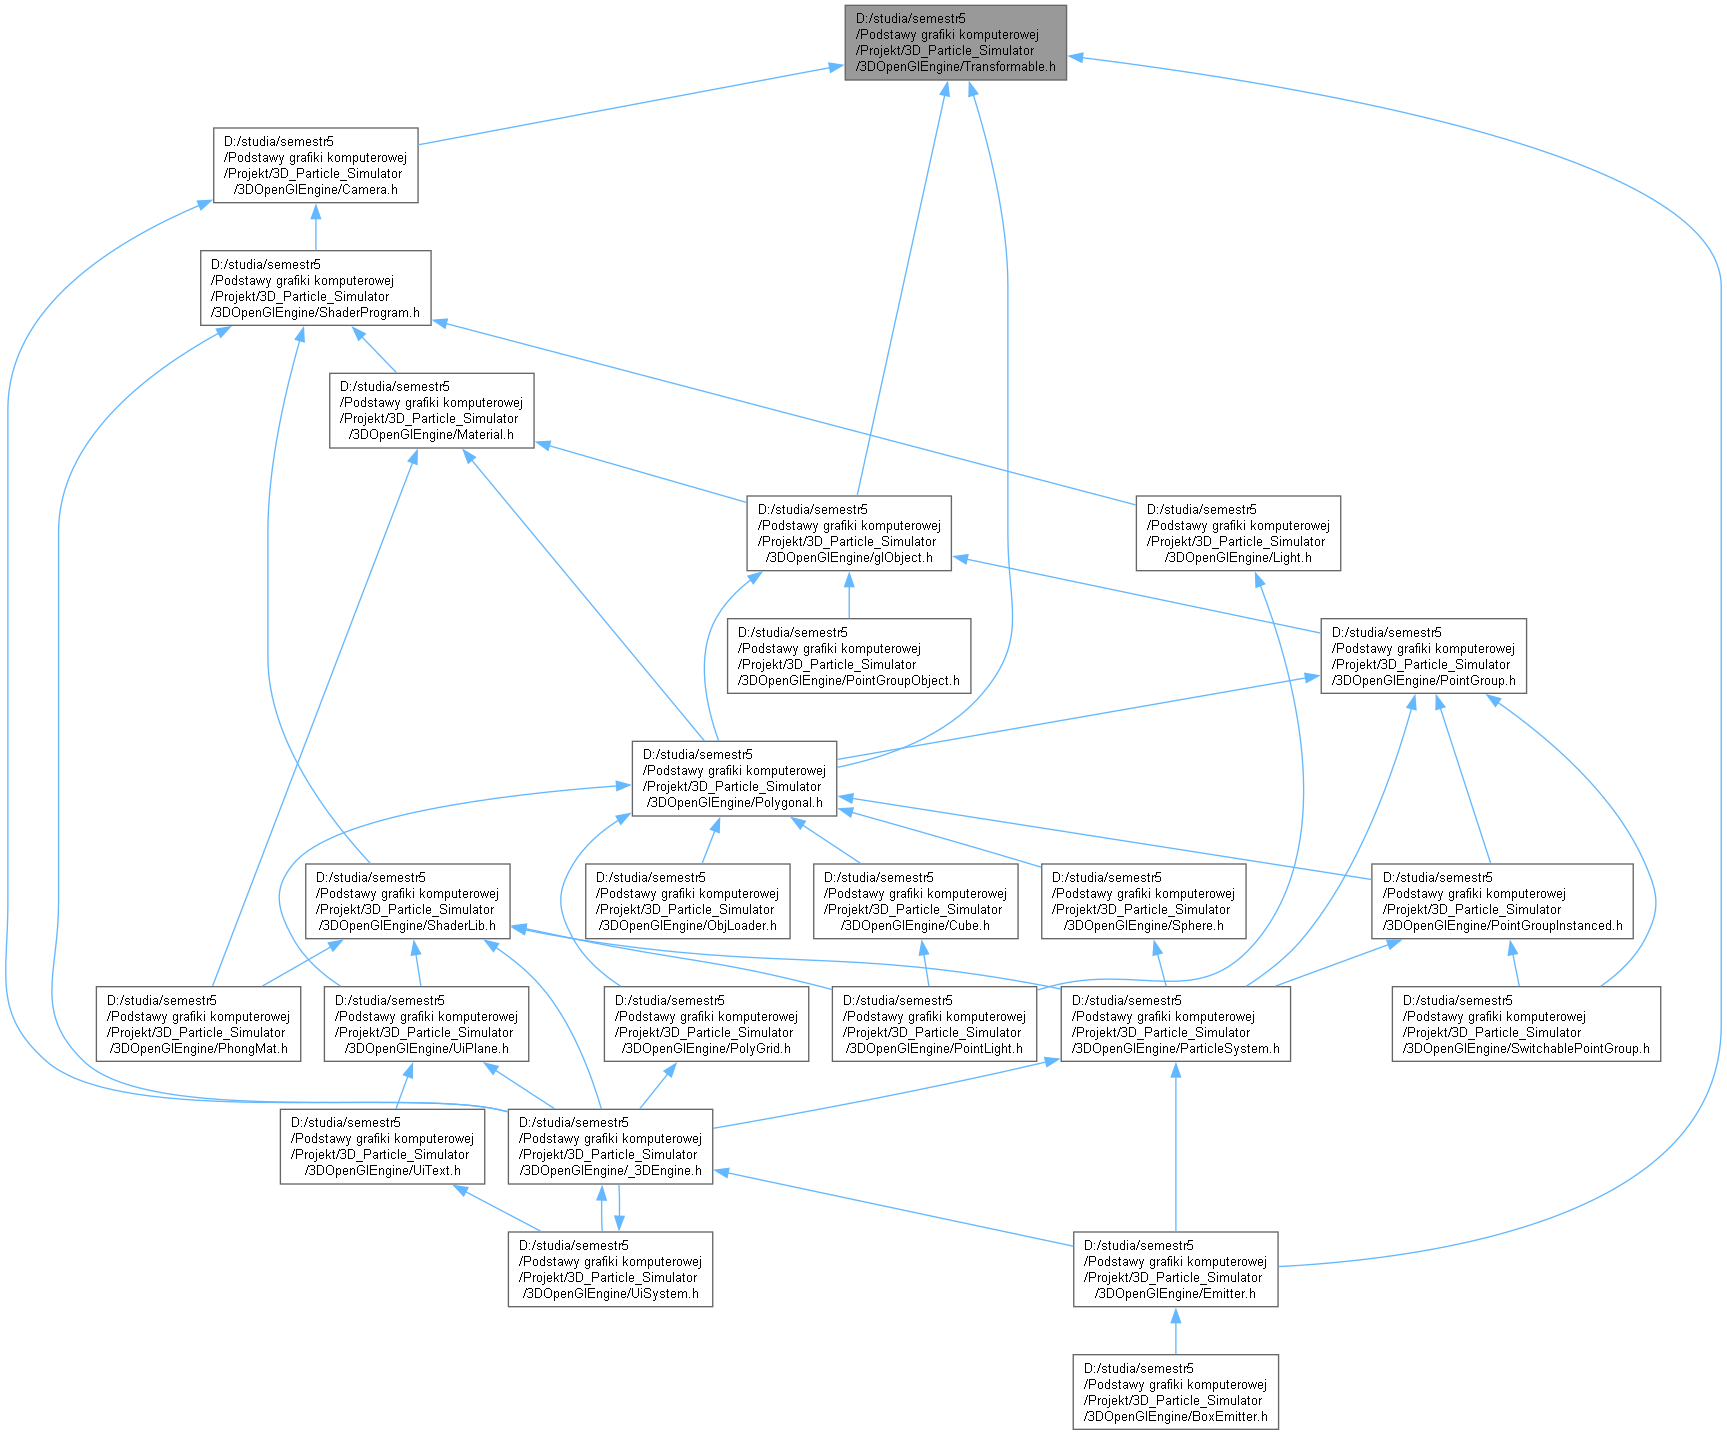 D:/studia/semestr5
/Podstawy grafiki komputerowej
/Projekt/3D_Particle_Simulator
/3DOpenGlEngine/Transformable.h
D:/studia/semestr5
/Podstawy grafiki komputerowej
/Projekt/3D_Particle_Simulator
/3DOpenGlEngine/Camera.h
D:/studia/semestr5
/Podstawy grafiki komputerowej
/Projekt/3D_Particle_Simulator
/3DOpenGlEngine/ShaderProgram.h
D:/studia/semestr5
/Podstawy grafiki komputerowej
/Projekt/3D_Particle_Simulator
/3DOpenGlEngine/Material.h
D:/studia/semestr5
/Podstawy grafiki komputerowej
/Projekt/3D_Particle_Simulator
/3DOpenGlEngine/glObject.h
D:/studia/semestr5
/Podstawy grafiki komputerowej
/Projekt/3D_Particle_Simulator
/3DOpenGlEngine/Light.h
D:/studia/semestr5
/Podstawy grafiki komputerowej
/Projekt/3D_Particle_Simulator
/3DOpenGlEngine/PointGroupObject.h
D:/studia/semestr5
/Podstawy grafiki komputerowej
/Projekt/3D_Particle_Simulator
/3DOpenGlEngine/PointGroup.h
D:/studia/semestr5
/Podstawy grafiki komputerowej
/Projekt/3D_Particle_Simulator
/3DOpenGlEngine/Polygonal.h
D:/studia/semestr5
/Podstawy grafiki komputerowej
/Projekt/3D_Particle_Simulator
/3DOpenGlEngine/ShaderLib.h
D:/studia/semestr5
/Podstawy grafiki komputerowej
/Projekt/3D_Particle_Simulator
/3DOpenGlEngine/ObjLoader.h
D:/studia/semestr5
/Podstawy grafiki komputerowej
/Projekt/3D_Particle_Simulator
/3DOpenGlEngine/Cube.h
D:/studia/semestr5
/Podstawy grafiki komputerowej
/Projekt/3D_Particle_Simulator
/3DOpenGlEngine/Sphere.h
D:/studia/semestr5
/Podstawy grafiki komputerowej
/Projekt/3D_Particle_Simulator
/3DOpenGlEngine/PointGroupInstanced.h
D:/studia/semestr5
/Podstawy grafiki komputerowej
/Projekt/3D_Particle_Simulator
/3DOpenGlEngine/PhongMat.h
D:/studia/semestr5
/Podstawy grafiki komputerowej
/Projekt/3D_Particle_Simulator
/3DOpenGlEngine/UiPlane.h
D:/studia/semestr5
/Podstawy grafiki komputerowej
/Projekt/3D_Particle_Simulator
/3DOpenGlEngine/PolyGrid.h
D:/studia/semestr5
/Podstawy grafiki komputerowej
/Projekt/3D_Particle_Simulator
/3DOpenGlEngine/PointLight.h
D:/studia/semestr5
/Podstawy grafiki komputerowej
/Projekt/3D_Particle_Simulator
/3DOpenGlEngine/ParticleSystem.h
D:/studia/semestr5
/Podstawy grafiki komputerowej
/Projekt/3D_Particle_Simulator
/3DOpenGlEngine/SwitchablePointGroup.h
D:/studia/semestr5
/Podstawy grafiki komputerowej
/Projekt/3D_Particle_Simulator
/3DOpenGlEngine/UiText.h
D:/studia/semestr5
/Podstawy grafiki komputerowej
/Projekt/3D_Particle_Simulator
/3DOpenGlEngine/_3DEngine.h
D:/studia/semestr5
/Podstawy grafiki komputerowej
/Projekt/3D_Particle_Simulator
/3DOpenGlEngine/UiSystem.h
D:/studia/semestr5
/Podstawy grafiki komputerowej
/Projekt/3D_Particle_Simulator
/3DOpenGlEngine/Emitter.h
D:/studia/semestr5
/Podstawy grafiki komputerowej
/Projekt/3D_Particle_Simulator
/3DOpenGlEngine/BoxEmitter.h